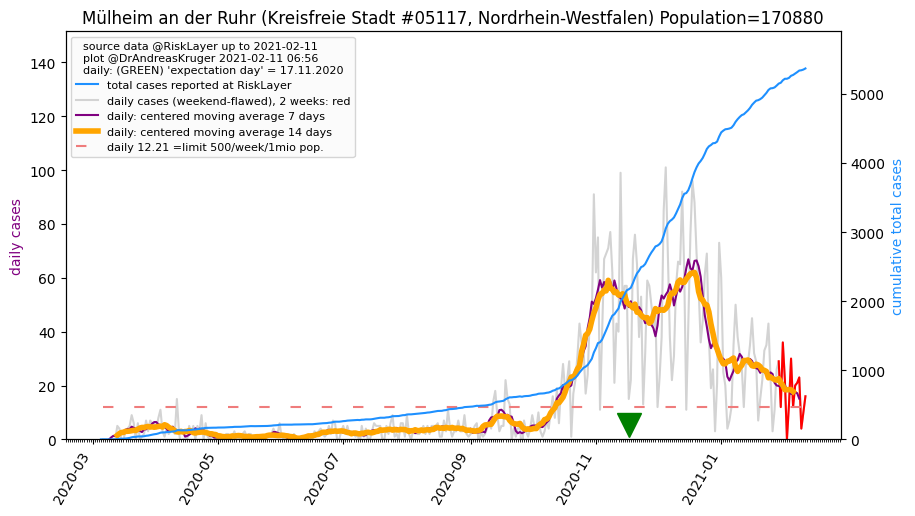 Mülheim an der Ruhr (Kreisfreie Stadt #05117, Nordrhein-Westfalen) Population=170880
source data @RiskLayer up to 2021-02-11
plot @DrAndreasKruger 2021-02-11 06:56
daily: (GREEN) 'expectation day' = 17.11.2020
total cases reported at RiskLayer
daily cases (weekend-flawed), 2 weeks: red
daily: centered moving average 7 days
daily: centered moving average 14 days
daily 12.21 =limit 500/week/1mio pop.
daily cases
140
120
100
80
60
40
20
0
cumulative total cases
5000
4000
3000
2000
1000
0
2020-03
2020-05
2020-07
2020-09
2020-11
2021-01